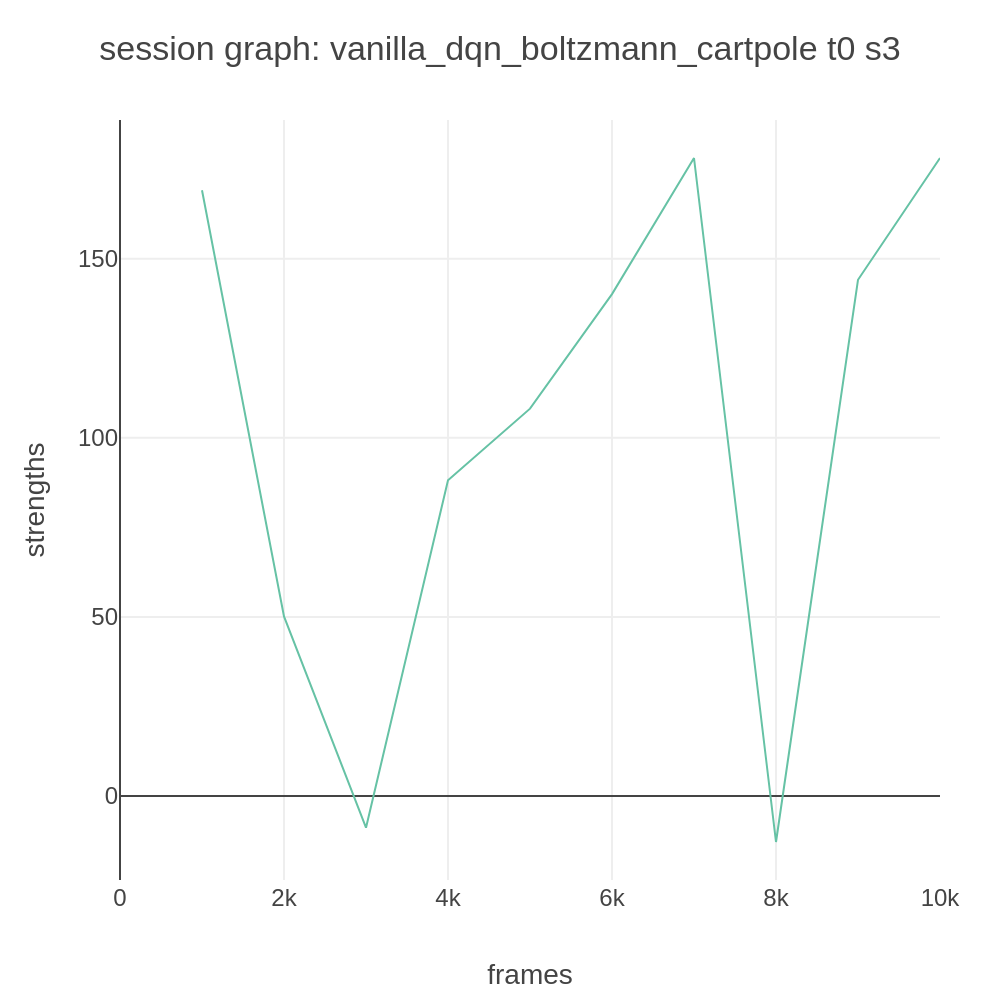 session graph: vanilla_dqn_boltzmann_cartpole t0 s3
150
100
50
0
strengths
0 2k 4k 6k 8k 10k
frames